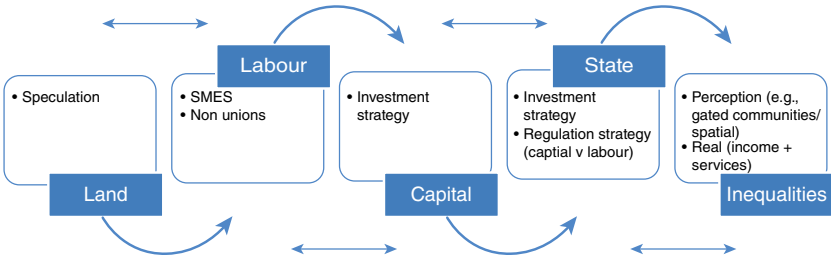 Labour
State
• Speculation
• SMES
• Non unions
• Investment
strategy
• Investment
strategy
• Regulation strategy
(captial v labour)
• Perception (e.g.,
gated communities/
spatial)
• Real (income +
services)
Land
Capital
Inequalities